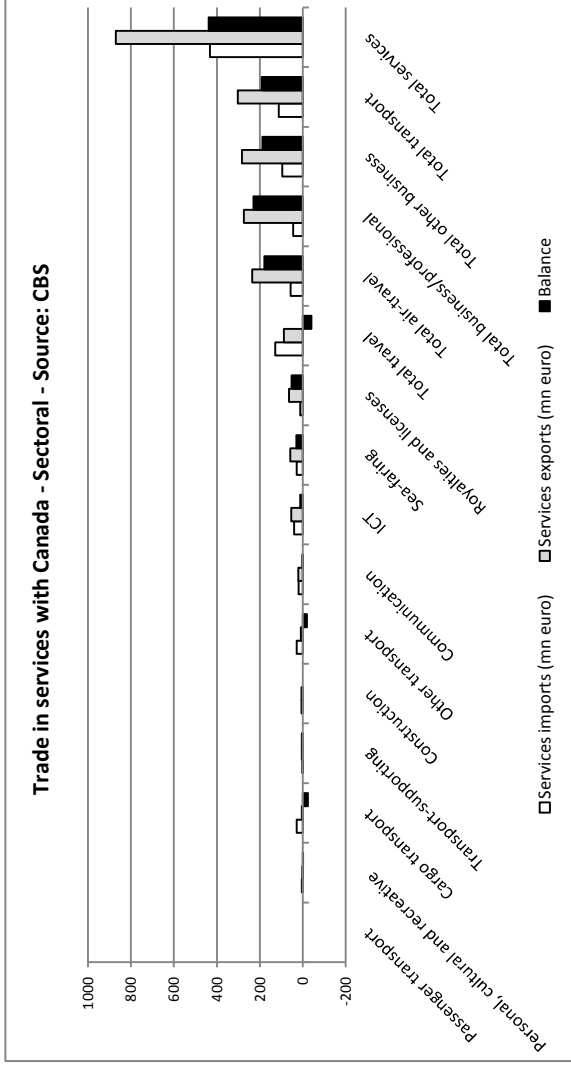 Trade in services with Canada - Sectoral - Source: CBS
1000
800
600
400
200
0
-200
Passenger transport
Personal, cultural and recreative
Cargo transport
Transport-supporting
Construction
Other transport
Communication
ICT
Sea-faring
Royalties and licenses
Total travel
Total air-travel
Total business/professional
Total other business
Total transport
Total services
Services imports (mn euro)
Services exports (mn euro)
Balance